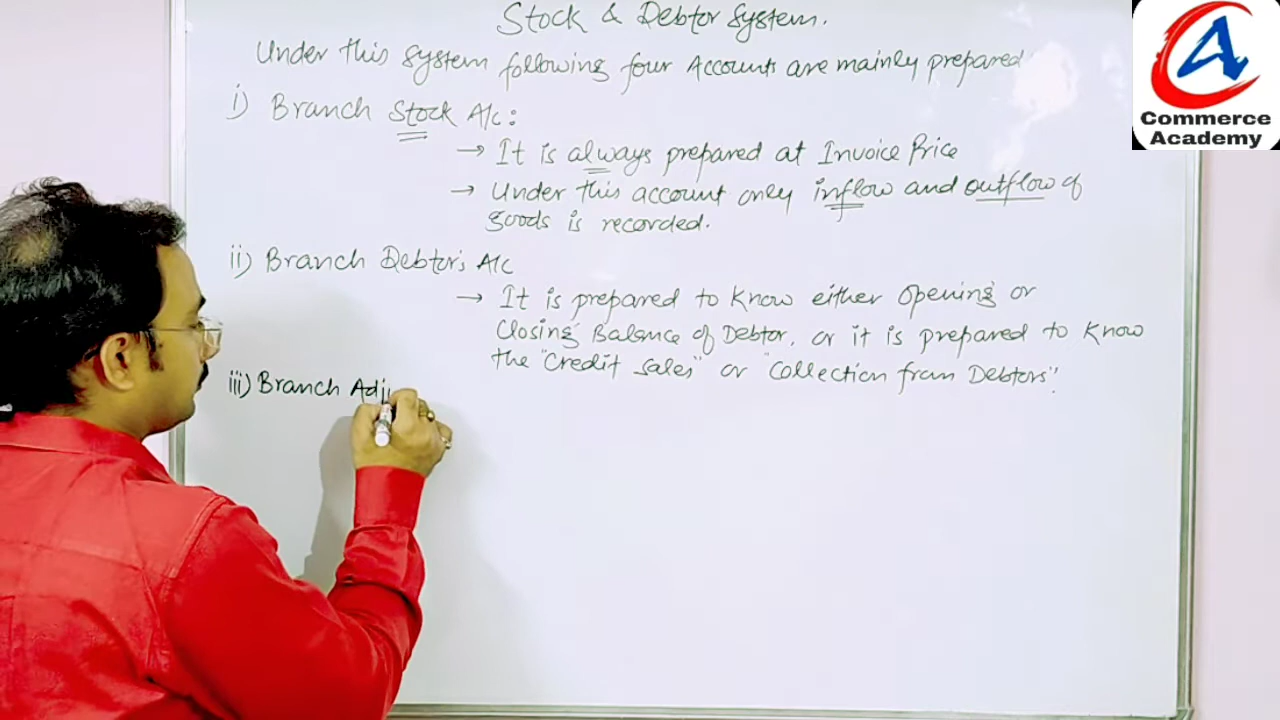 Stock & Debtor System.
Under this system following four Accounts are mainly prepared
i) Branch Stock A/c:
→ It is always prepared at Invoice Price
→ Under this account only inflow and outflow of
goods is recorded.
ii) Branch Debtor's A/c
→ It is prepared to know either Opening or
Closing Balance of Debtor, or it is prepared to know
the "Credit Sales" or "Collection from Debtors".
iii) Branch Adj
A
Commerce
Academy